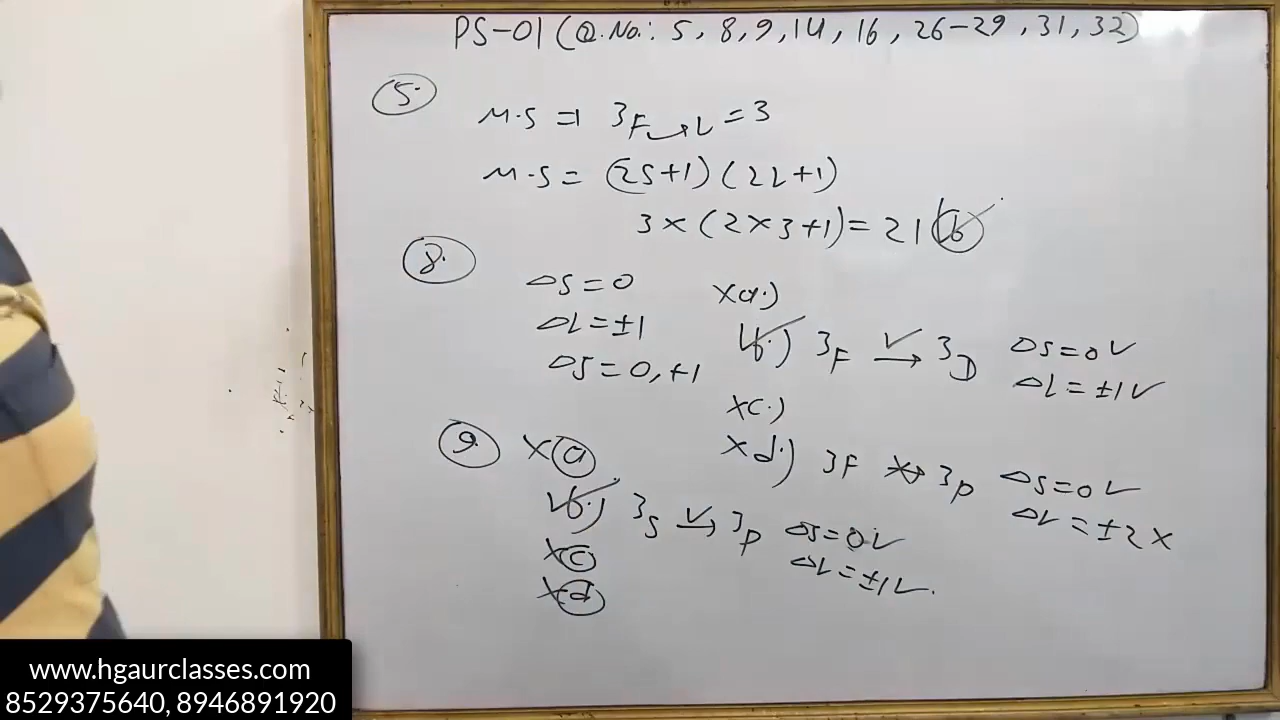 PS-01 (Q.No: 5, 8, 9, 14, 16, 26-29, 31, 32)
5.
M.S => 3F → L = 3
M.S = (2S+1) (2L+1)
3 × (2×3+1) = 21 (b)
8.
ΔS = 0
ΔL = ±1
ΔS = 0, +1
×a.)
✓b.) 3F → 3D ΔS = 0 ✓
ΔL = ±1 ✓
×c.)
×d.) 3F → 3P ΔS = 0 ✓
ΔL = ±2 ×
9. ×a
✓b.) 3S → 3P ΔS = 0 ✓
ΔL = ±1 ✓.
×c
×d
www.hgaurclasses.com
8529375640, 8946891920